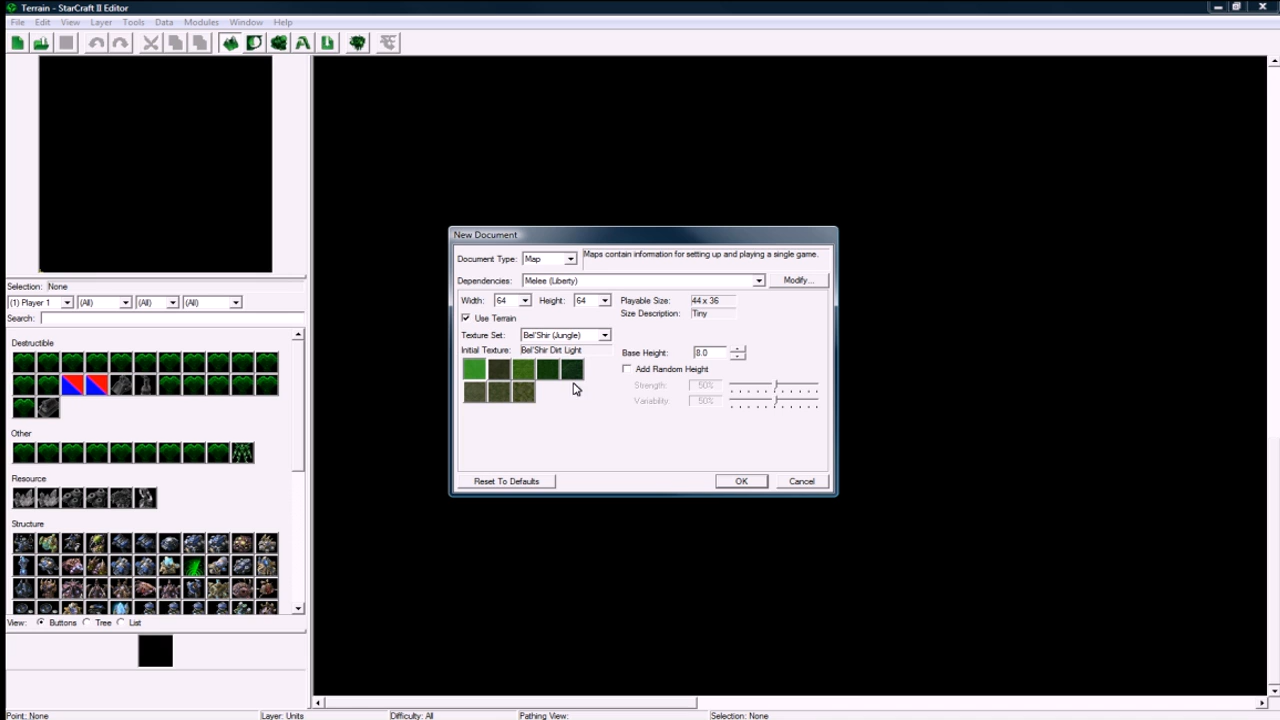 Terrain - StarCraft II Editor
File Edit View Layer Tools Data Modules Window Help
Selection: None
(1) Player 1 (All) (All) (All)
Search:
Destructible
Other
Resource
Structure
View: Buttons Tree List
New Document
Document Type: Map Maps contain information for setting up and playing a single game.
Dependencies: Melee (Liberty) Modify...
Width: 64 Height: 64 Playable Size: 44 x 36
Size Description: Tiny
Use Terrain
Texture Set: Bel'Shir (Jungle)
Initial Texture: Bel'Shir Dirt Light Base Height: 8.0
Add Random Height
Strength: 50%
Variability: 50%
Reset To Defaults OK Cancel
Point: None Layer: Units Difficulty: All Pathing View: Selection: None